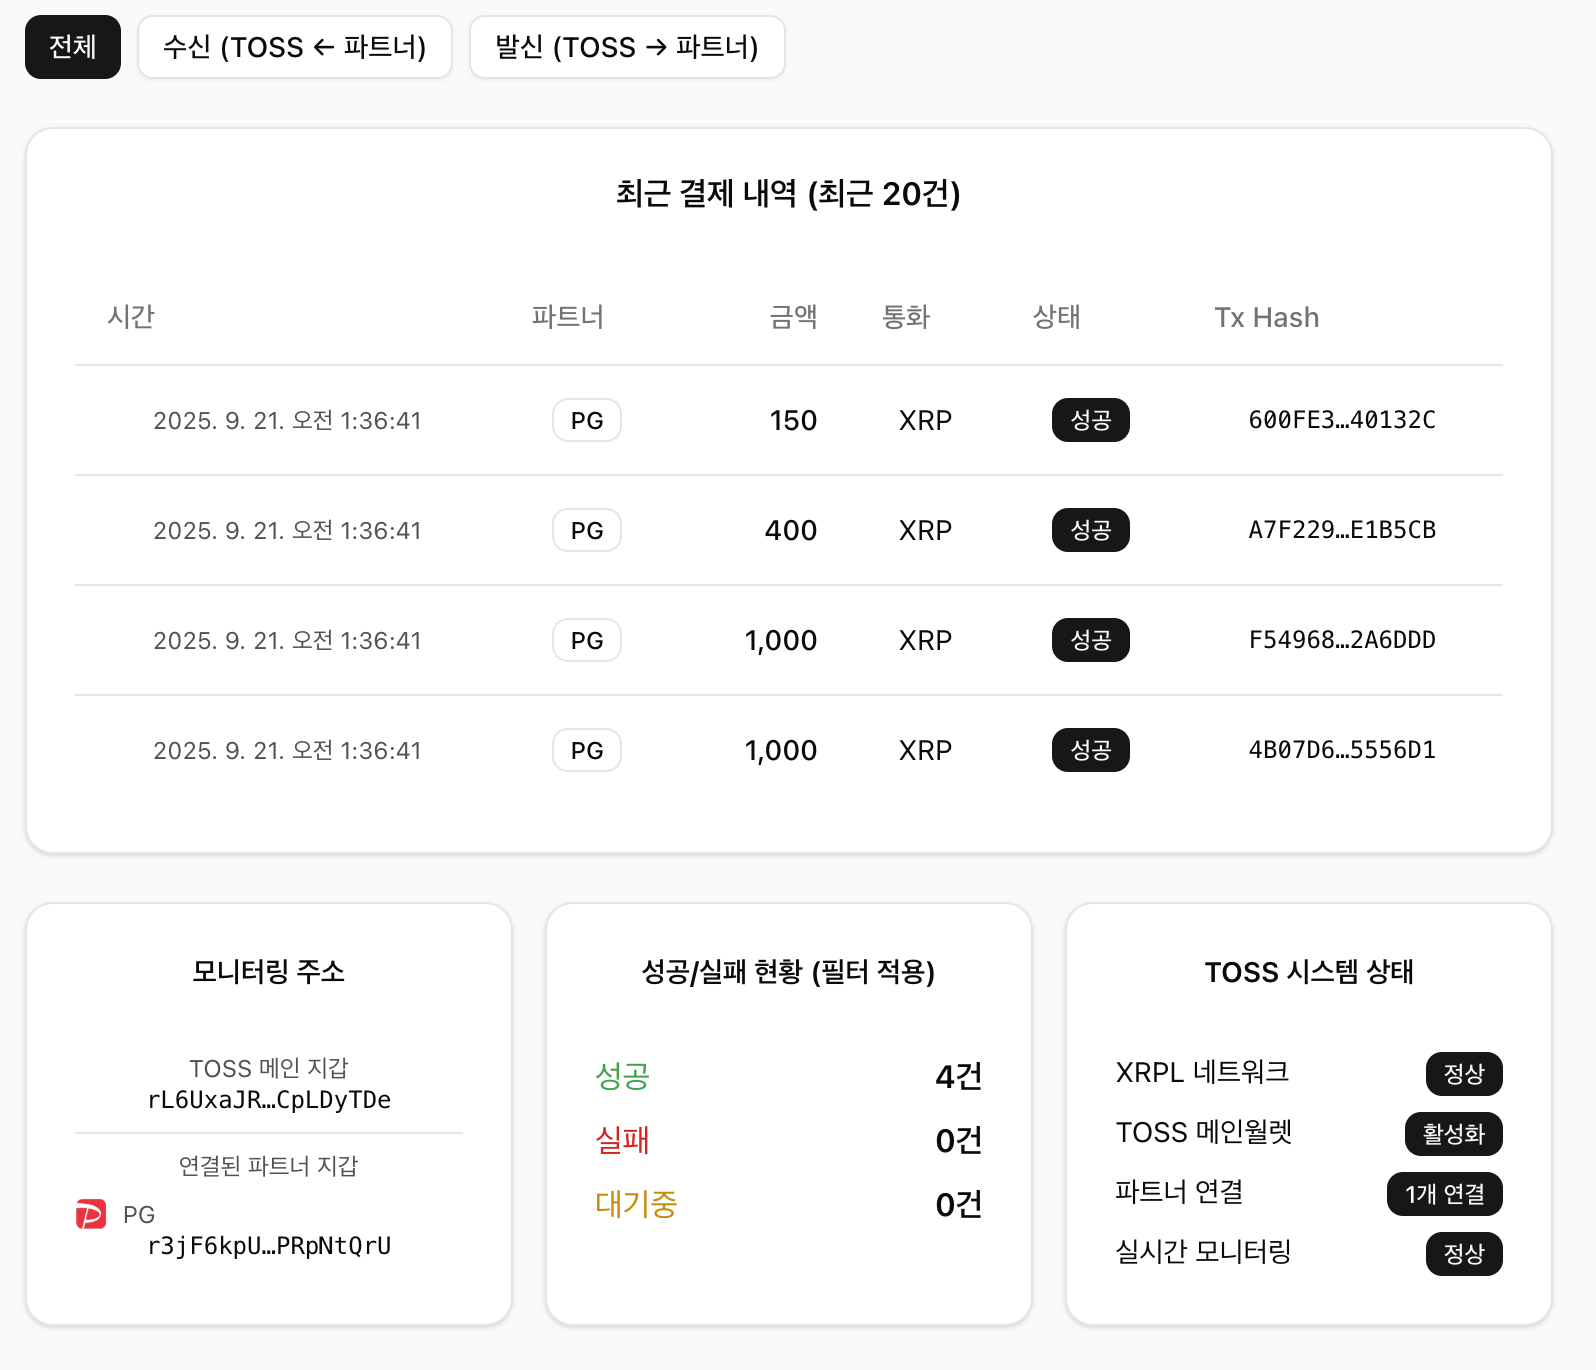 전체
수신 (TOSS ← 파트너)
발신 (TOSS → 파트너)
최근 결제 내역 (최근 20건)
시간 파트너 금액 통화 상태 Tx Hash
2025. 9. 21. 오전 1:36:41 PG 150 XRP 성공 600FE3…40132C
2025. 9. 21. 오전 1:36:41 PG 400 XRP 성공 A7F229…E1B5CB
2025. 9. 21. 오전 1:36:41 PG 1,000 XRP 성공 F54968…2A6DDD
2025. 9. 21. 오전 1:36:41 PG 1,000 XRP 성공 4B07D6…5556D1
모니터링 주소
TOSS 메인 지갑
rL6UxaJR…CpLDyTDe
연결된 파트너 지갑
PG
r3jF6kpU…PRpNtQrU
성공/실패 현황 (필터 적용)
성공 4건
실패 0건
대기중 0건
TOSS 시스템 상태
XRPL 네트워크 정상
TOSS 메인월렛 활성화
파트너 연결 1개 연결
실시간 모니터링 정상